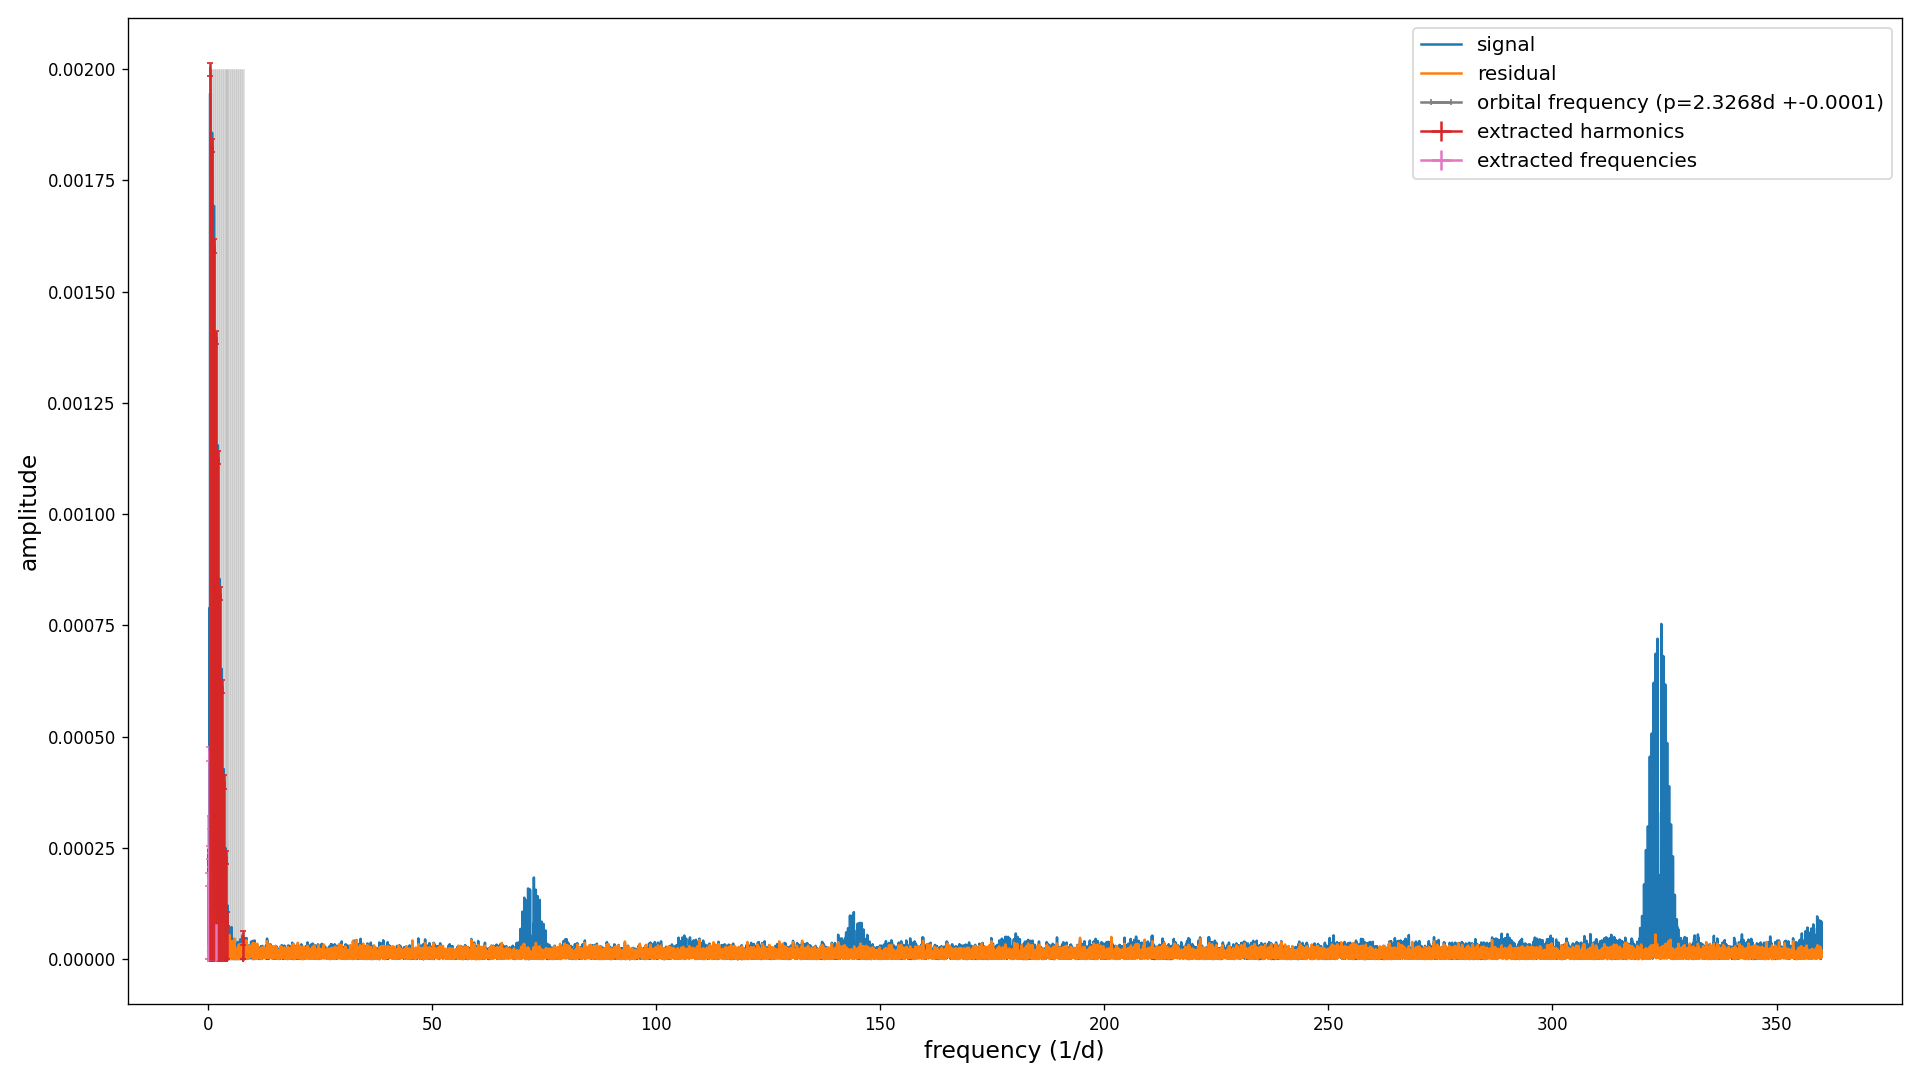 signal
residual
orbital frequency (p=2.3268d +-0.0001)
extracted harmonics
extracted frequencies
0.00200
0.00175
0.00150
0.00125
0.00100
0.00075
0.00050
0.00025
0.00000
amplitude
0 50 100 150 200 250 300 350
frequency (1/d)